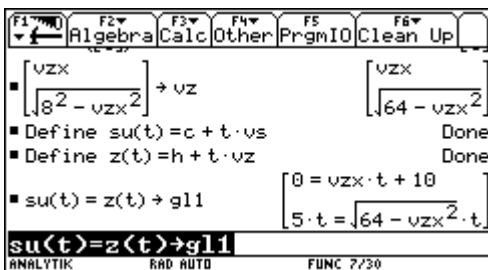 F1 F2 F3 F4 F5 F6
Algebra Calc Other PrgmIO Clean Up
[vzx √(8² - vzx²)] → vz [vzx √(64 - vzx²)]
Define su(t)=c + t·vs Done
Define z(t)=h + t·vz Done
su(t) = z(t) → gl1 [0 = vzx·t + 10 5·t = √(64 - vzx²)·t]
su(t)=z(t)→gl1
ANALYTIK RAD AUTO FUNC 7/30